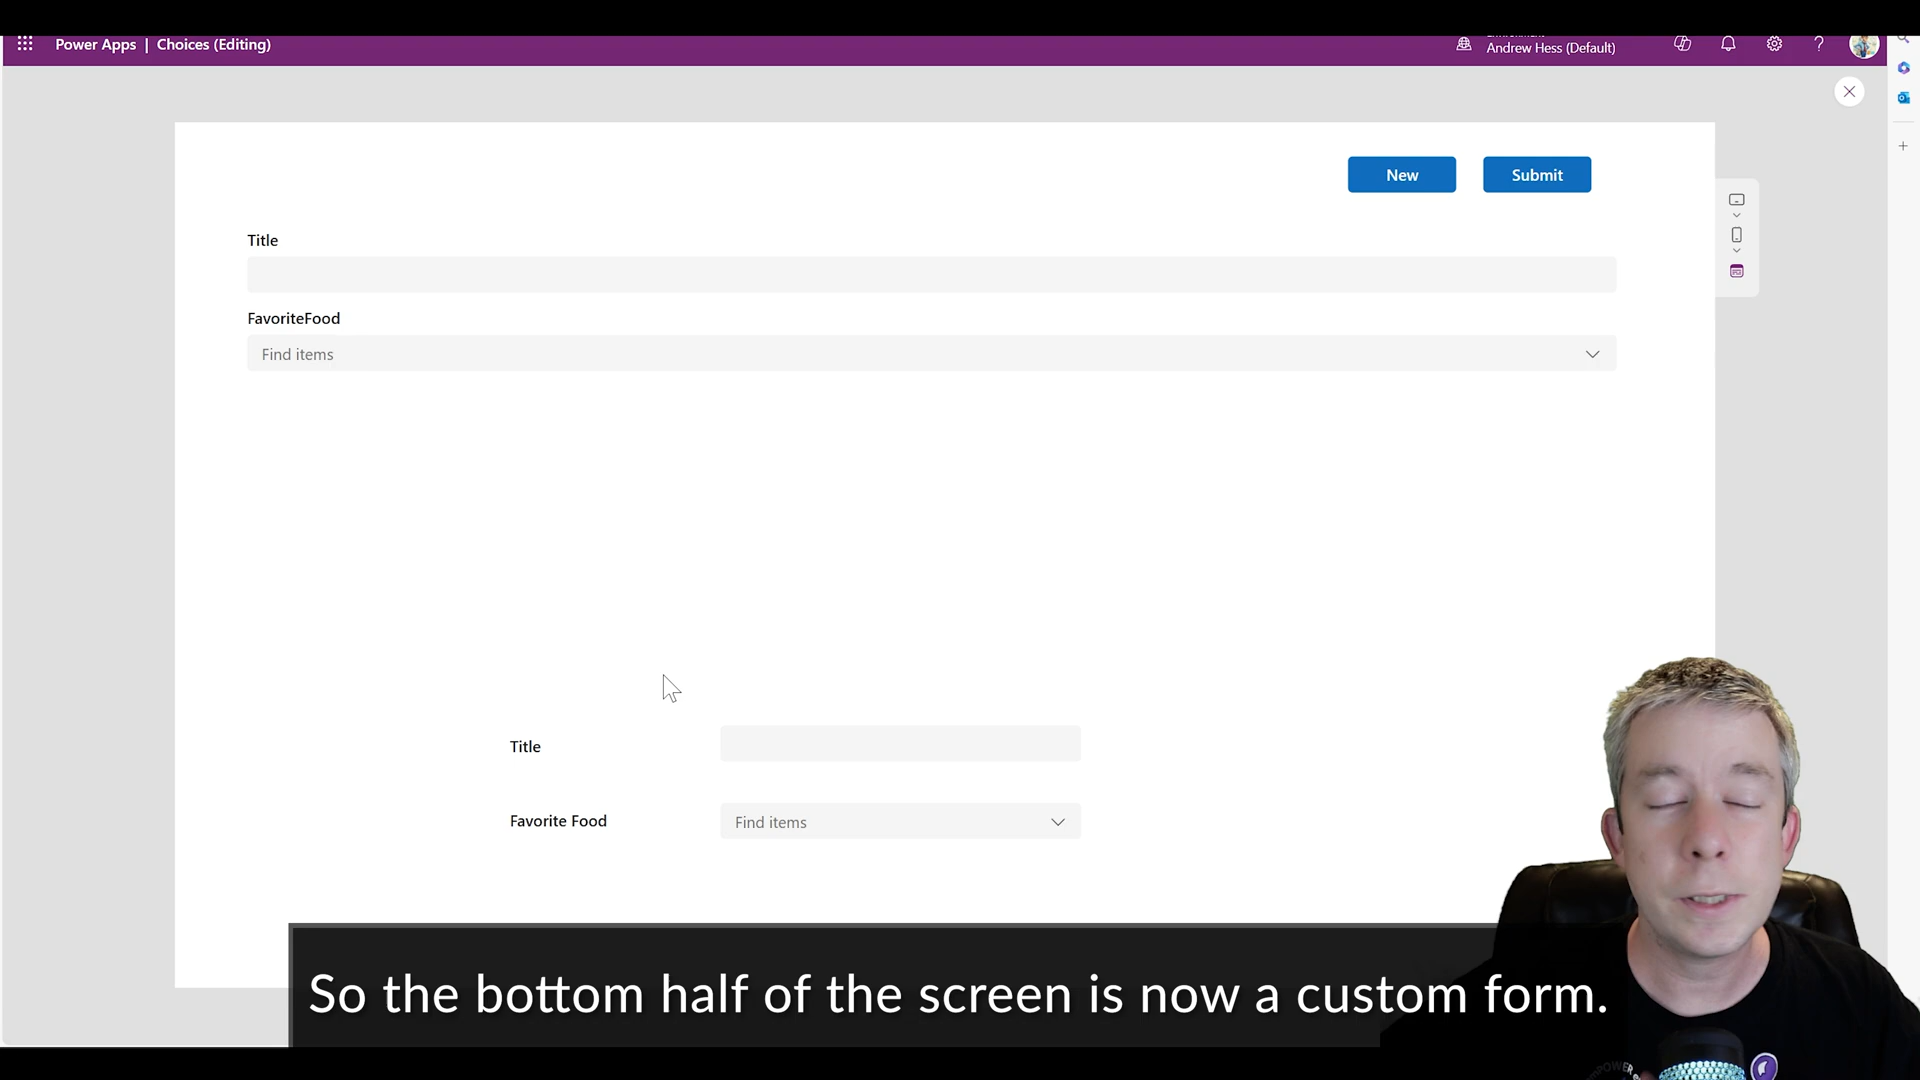 Power Apps | Choices (Editing)
Andrew Hess (Default)
New
Submit
Title
FavoriteFood
Find items
Title
Favorite Food
Find items
So the bottom half of the screen is now a custom form.